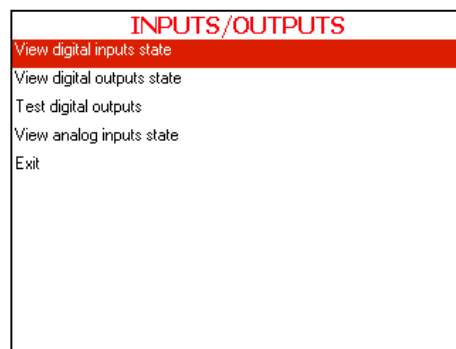 INPUTS/OUTPUTS
View digital inputs state
View digital outputs state
Test digital outputs
View analog inputs state
Exit